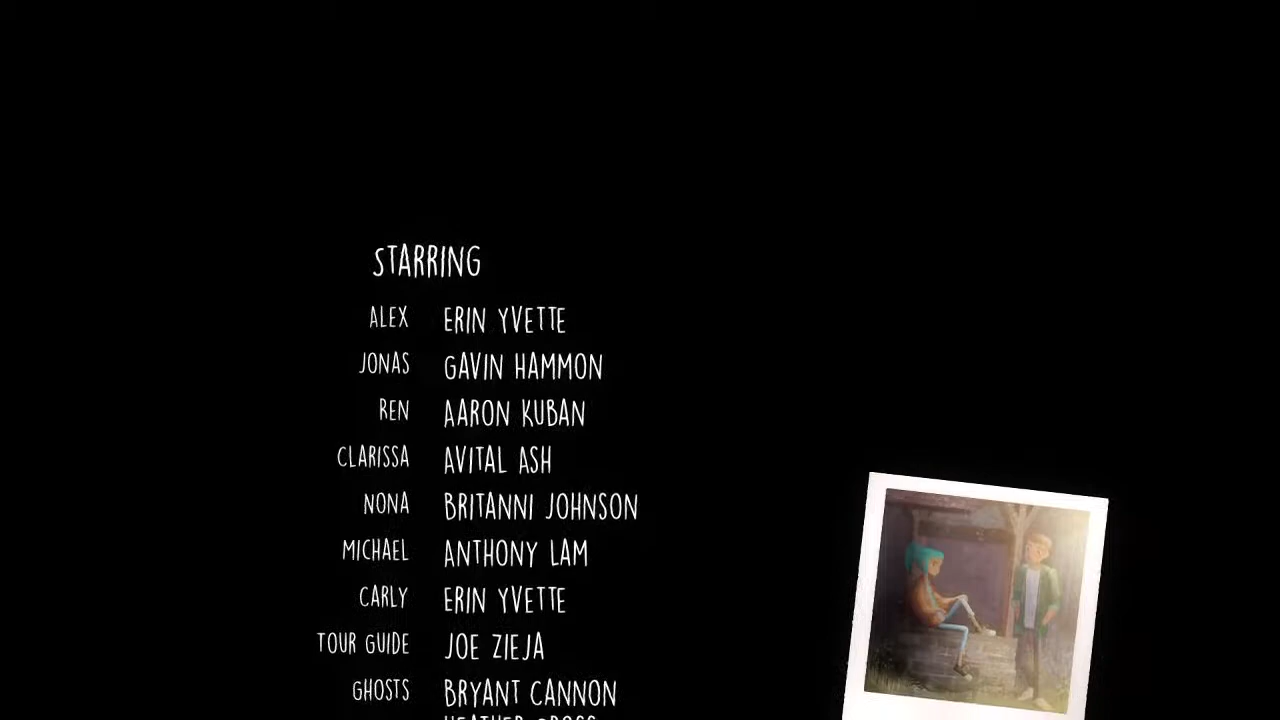 STARRING
ALEX ERIN YVETTE
JONAS GAVIN HAMMON
REN AARON KUBAN
CLARISSA AVITAL ASH
NONA BRITANNI JOHNSON
MICHAEL ANTHONY LAM
CARLY ERIN YVETTE
TOUR GUIDE JOE ZIEJA
GHOSTS BRYANT CANNON